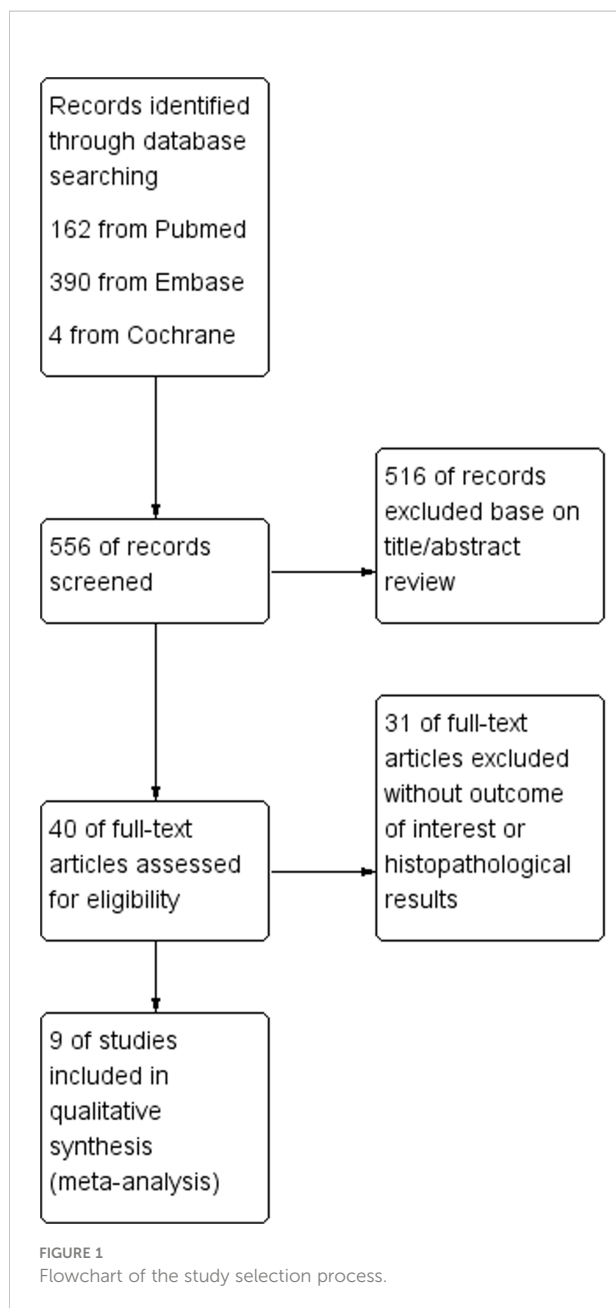 Records identified
through database
searching
162 from Pubmed
390 from Embase
4 from Cochrane
556 of records
screened
516 of records
excluded base on
title/abstract
review
40 of full-text
articles assessed
for eligibility
31 of full-text
articles excluded
without outcome
of interest or
histopathological
results
9 of studies
included in
qualitative
synthesis
(meta-analysis)
FIGURE 1
Flowchart of the study selection process.